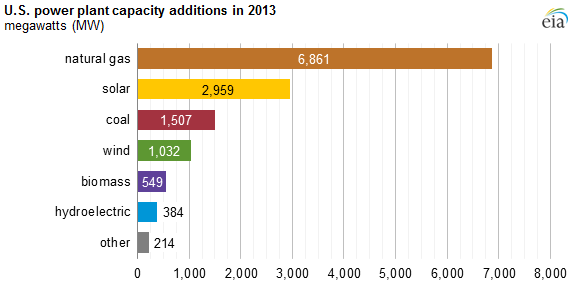 U.S. power plant capacity additions in 2013
megawatts (MW)
eia
natural gas 6,861
solar 2,959
coal 1,507
wind 1,032
biomass 549
hydroelectric 384
other 214
0 1,000 2,000 3,000 4,000 5,000 6,000 7,000 8,000